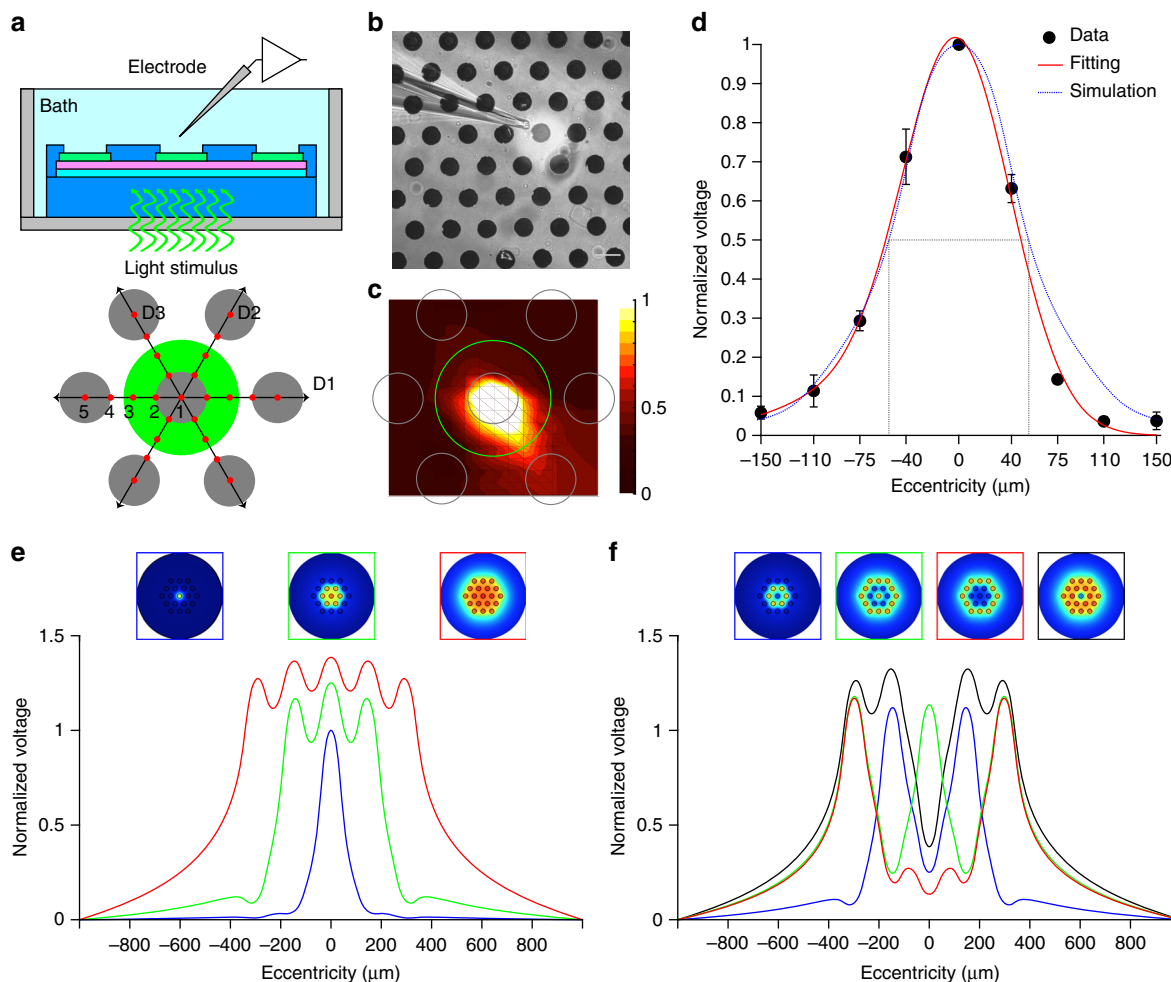 a
Electrode
Bath
Light stimulus
D3
D2
D1
5
4
3
2
1
b
c
1
0.5
0
d
Data
Fitting
Simulation
Normalized voltage
1
0.9
0.8
0.7
0.6
0.5
0.4
0.3
0.2
0.1
0
−150 −110 −75 −40 0 40 75 110 150
Eccentricity (μm)
e
Normalized voltage
1.5
1
0.5
0
−800 −600 −400 −200 0 200 400 600 800
Eccentricity (μm)
f
Normalized voltage
1.5
1
0.5
0
−800 −600 −400 −200 0 200 400 600 800
Eccentricity (μm)